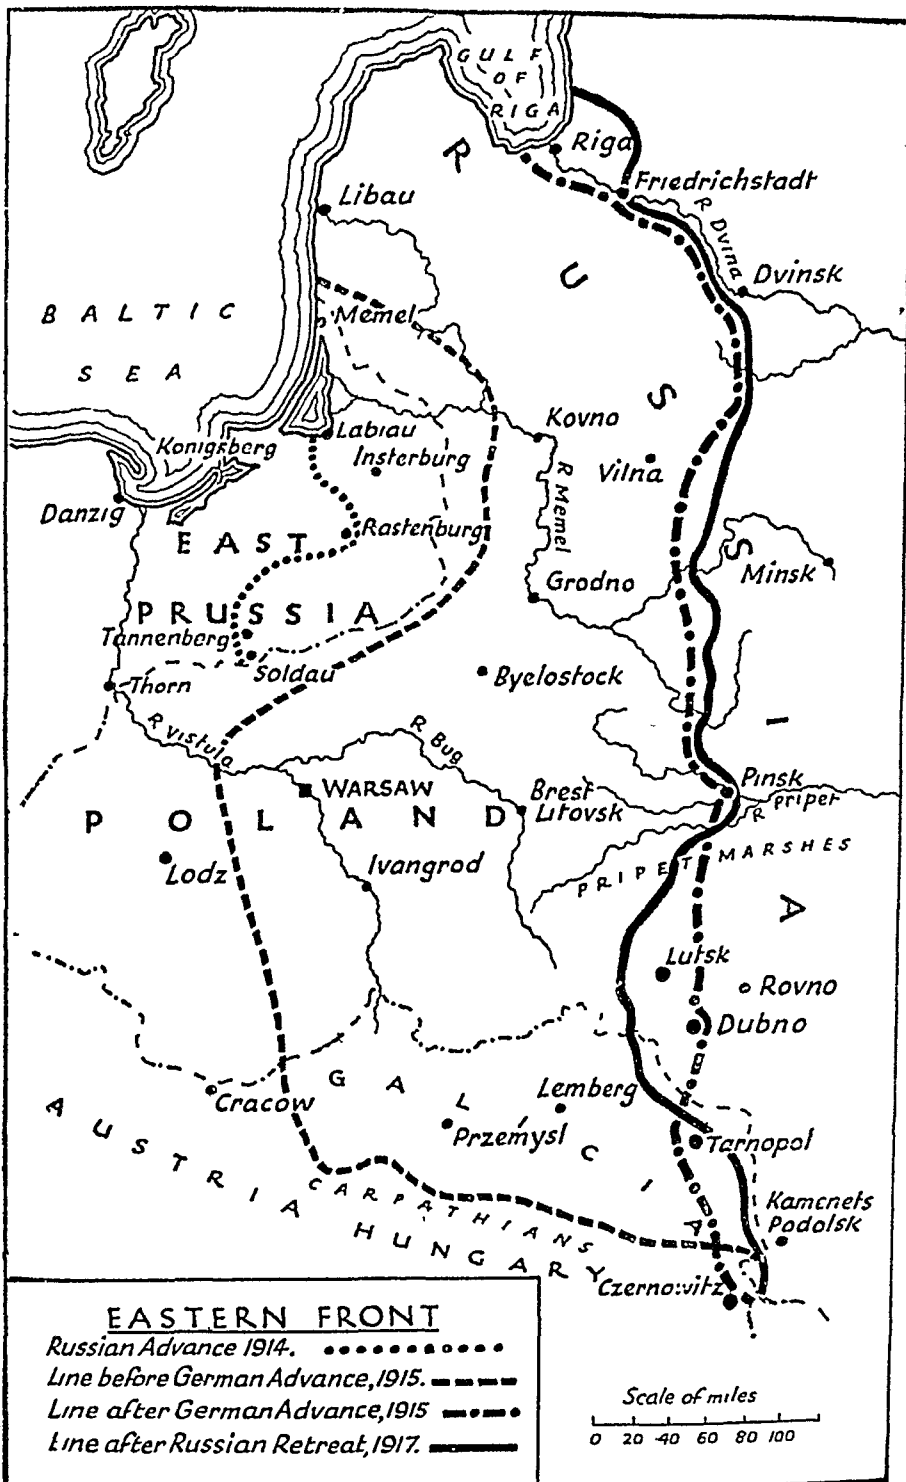 GULF
OF
RIGA
Riga
Friedrichstadt
R Dvina
Dvinsk
Libau
BALTIC
SEA
Memel
RUSSIA
Kovno
Labiau
Konigsberg
Insterburg
Vilna
R Memel
Danzig
Rastenburg
EAST
PRUSSIA
Minsk
Grodno
Tannenberg
Soldau
Byelostock
Thorn
R Vistula
R Bug
Pinsk
WARSAW
Brest
Litovsk
R Pripet
POLAND
PRIPET MARSHES
Lodz
Ivangrod
Lutsk
Rovno
Dubno
GALICIA
Lemberg
Cracow
Przemysl
Tarnopol
AUSTRIA HUNGARY
CARPATHIANS
Kamenets
Podolsk
Czernowitz
EASTERN FRONT
Russian Advance 1914.
Line before German Advance, 1915.
Line after German Advance, 1915
Line after Russian Retreat, 1917.
Scale of miles
0 20 40 60 80 100